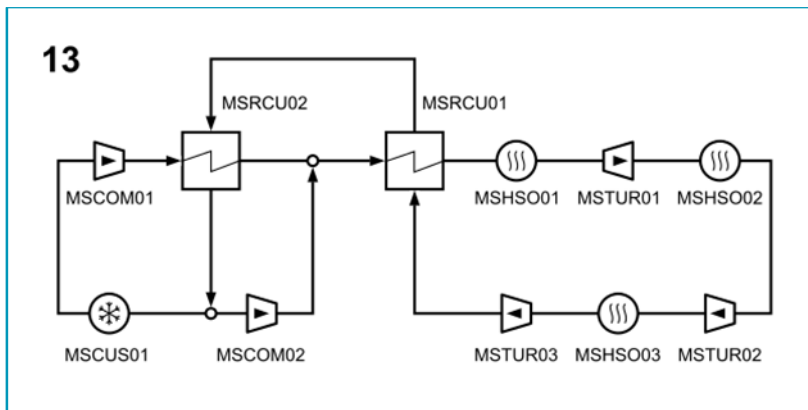 13
MSRCU02
MSRCU01
MSCOM01
MSHSO01
MSTUR01
MSHSO02
MSCUS01
MSCOM02
MSTUR03
MSHSO03
MSTUR02